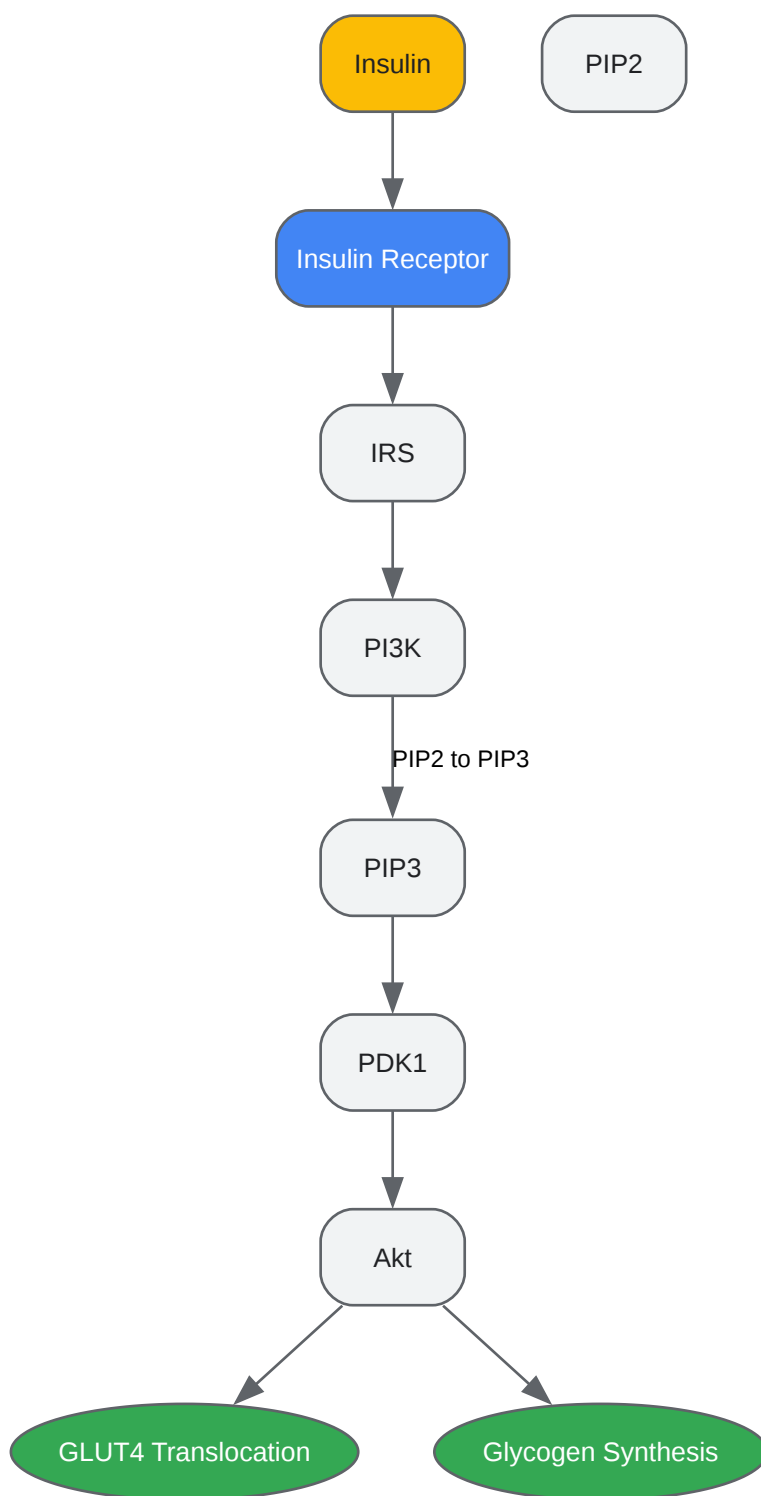 Insulin
PIP2
Insulin Receptor
IRS
PI3K
PIP2 to PIP3
PIP3
PDK1
Akt
GLUT4 Translocation
Glycogen Synthesis